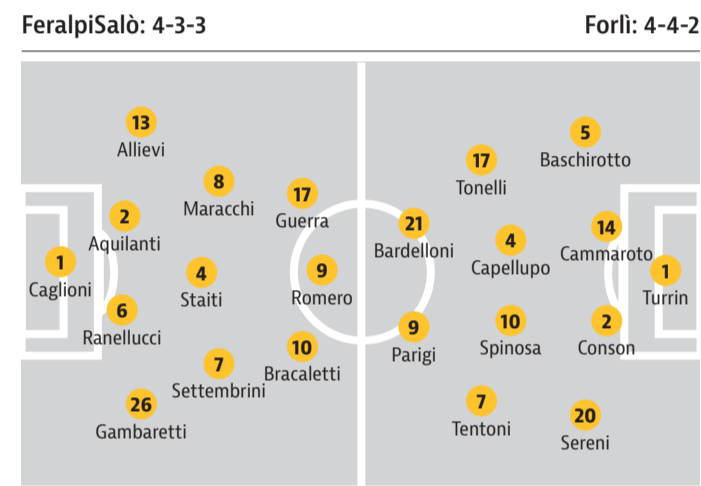 FeralpiSalò: 4-3-3
Forlì: 4-4-2
13
Allievi
8
Maracchi
17
Guerra
2
Aquilanti
1
Caglioni
4
Staiti
9
Romero
6
Ranellucci
10
Bracaletti
7
Settembrini
26
Gambaretti
5
Baschirotto
17
Tonelli
21
Bardelloni
4
Capellupo
14
Cammaroto
1
Turrin
9
Parigi
10
Spinosa
2
Conson
7
Tentoni
20
Sereni